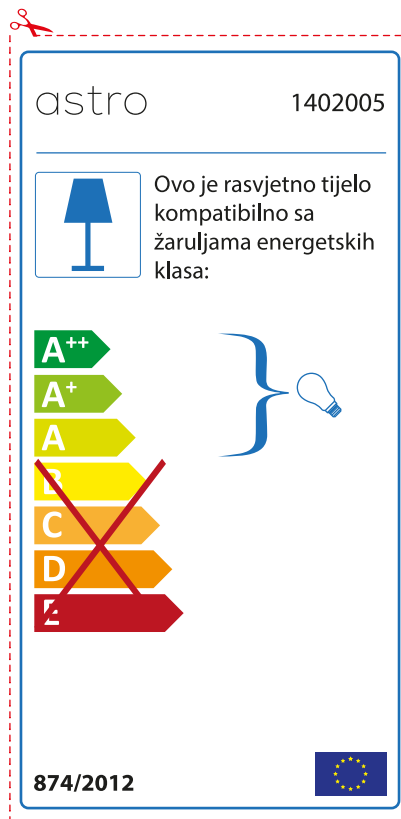 astro 1402005
Ovo je rasvjetno tijelo
kompatibilno sa
žaruljama energetskih
klasa:
A++
A+
A
B
C
D
E
874/2012